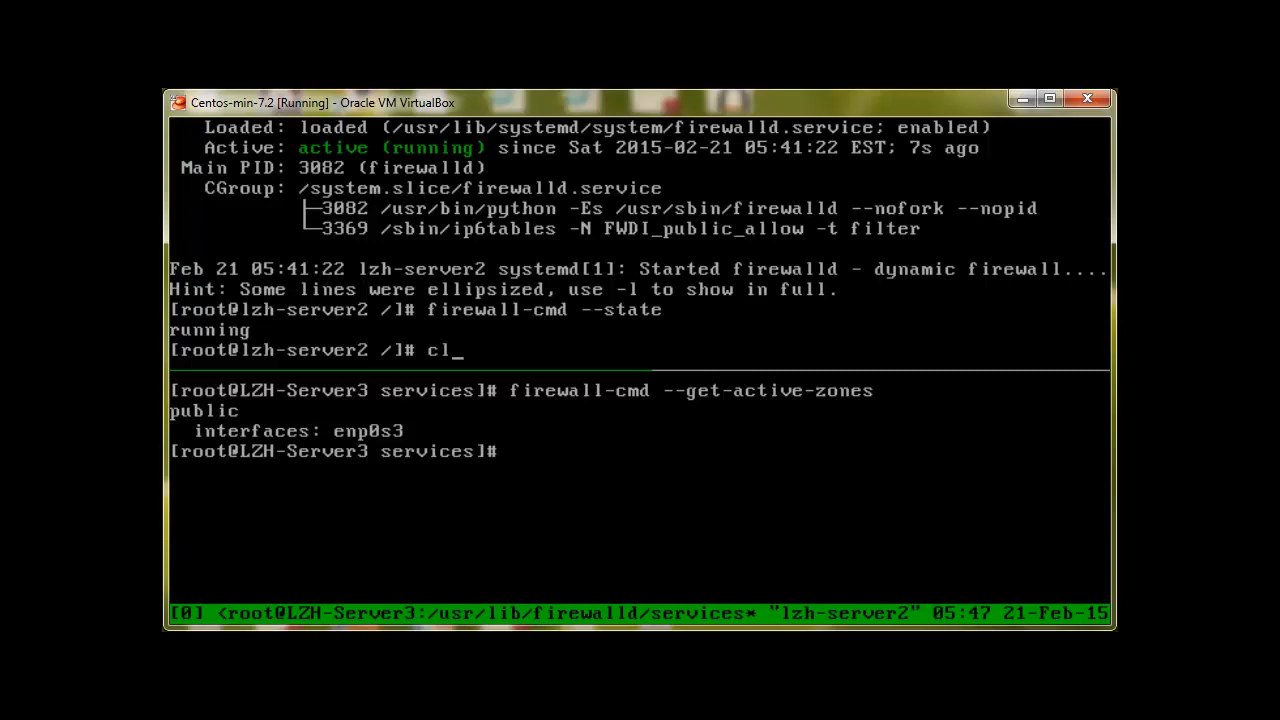 Centos-min-7.2 [Running] - Oracle VM VirtualBox
Loaded: loaded (/usr/lib/systemd/system/firewalld.service; enabled)
Active: active (running) since Sat 2015-02-21 05:41:22 EST; 7s ago
Main PID: 3082 (firewalld)
CGroup: /system.slice/firewalld.service
├─3082 /usr/bin/python -Es /usr/sbin/firewalld --nofork --nopid
└─3369 /sbin/ip6tables -N FWDI_public_allow -t filter
Feb 21 05:41:22 lzh-server2 systemd[1]: Started firewalld - dynamic firewall....
Hint: Some lines were ellipsized, use -l to show in full.
[root@lzh-server2 /]# firewall-cmd --state
running
[root@lzh-server2 /]# cl_
[root@LZH-Server3 services]# firewall-cmd --get-active-zones
public
interfaces: enp0s3
[root@LZH-Server3 services]#
[0] <root@LZH-Server3:/usr/lib/firewalld/services* "lzh-server2" 05:47 21-Feb-15